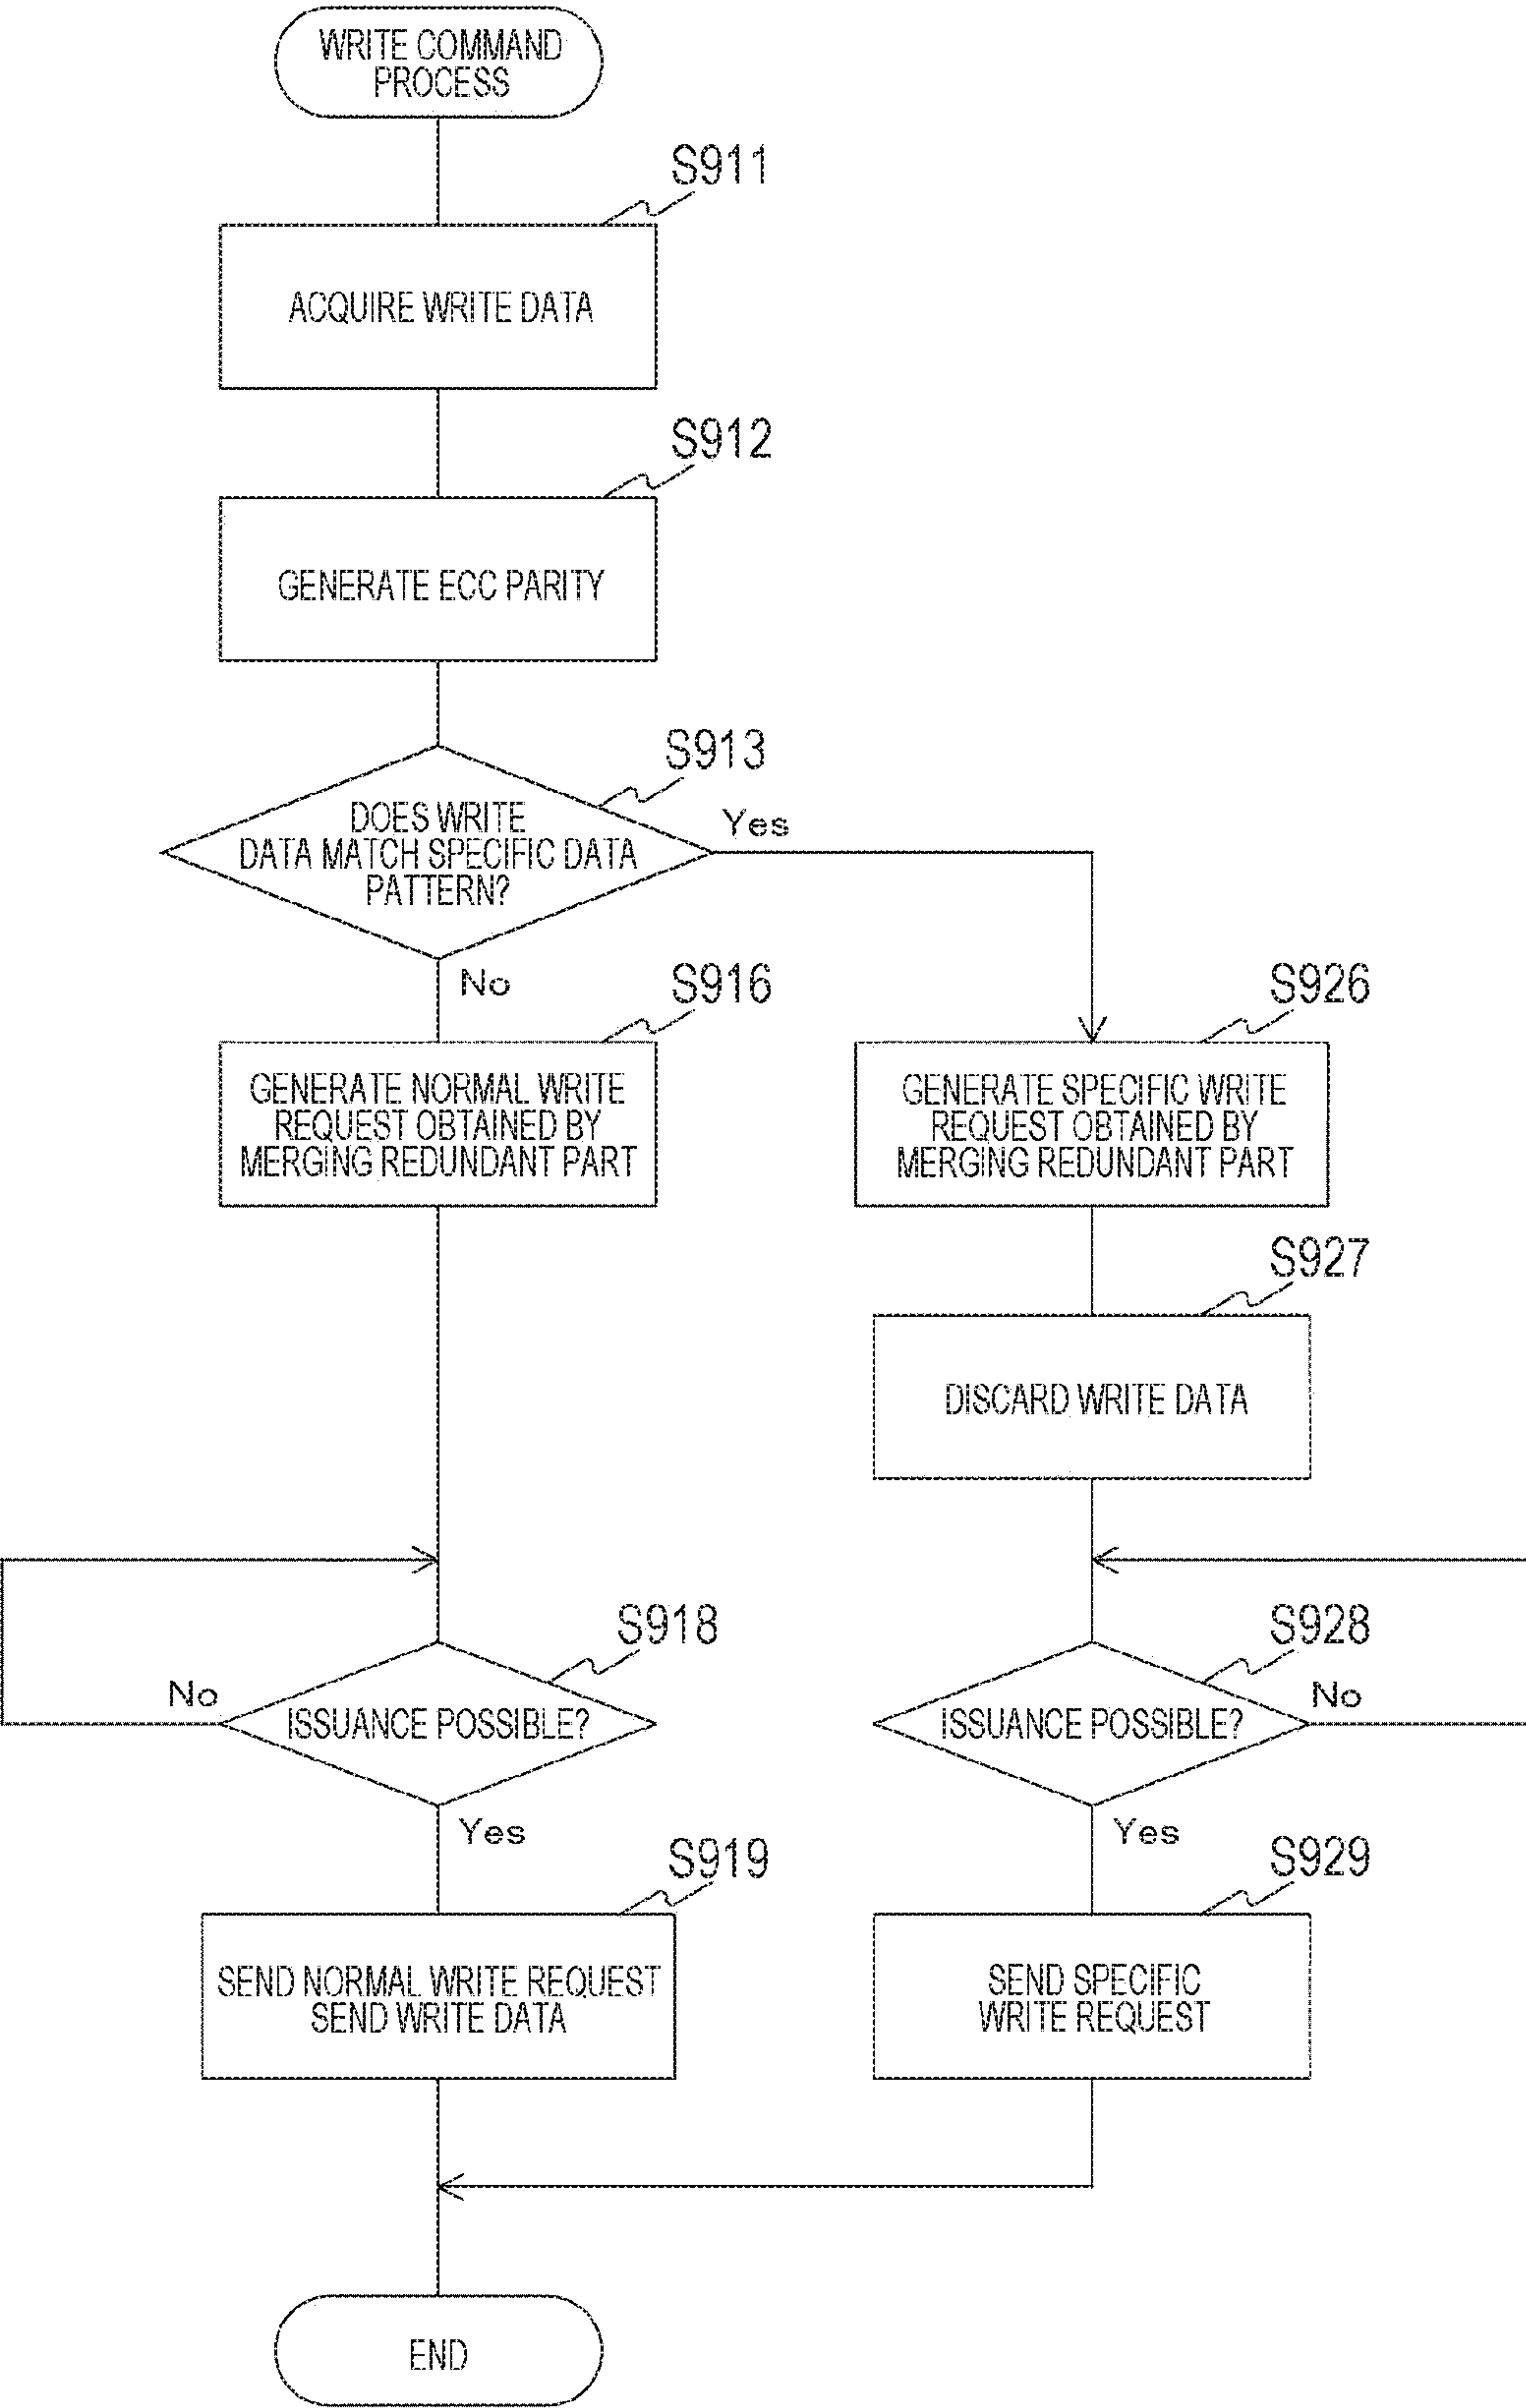 WRITE COMMAND
PROCESS
S911
ACQUIRE WRITE DATA
S912
GENERATE ECC PARITY
S913
DOES WRITE
DATA MATCH SPECIFIC DATA
PATTERN?
Yes
No
S916
GENERATE NORMAL WRITE
REQUEST OBTAINED BY
MERGING REDUNDANT PART
S926
GENERATE SPECIFIC WRITE
REQUEST OBTAINED BY
MERGING REDUNDANT PART
S927
DISCARD WRITE DATA
S918
ISSUANCE POSSIBLE?
No
Yes
S928
ISSUANCE POSSIBLE?
No
Yes
S919
SEND NORMAL WRITE REQUEST
SEND WRITE DATA
S929
SEND SPECIFIC
WRITE REQUEST
END